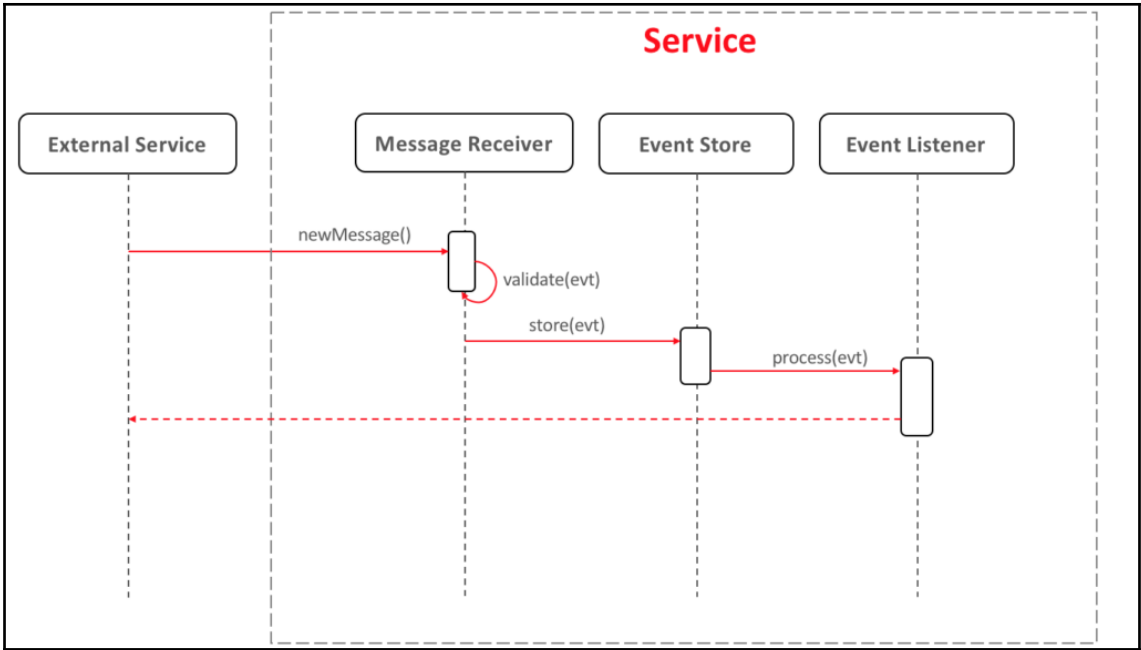 Service
External Service
Message Receiver
Event Store
Event Listener
newMessage()
validate(evt)
store(evt)
process(evt)